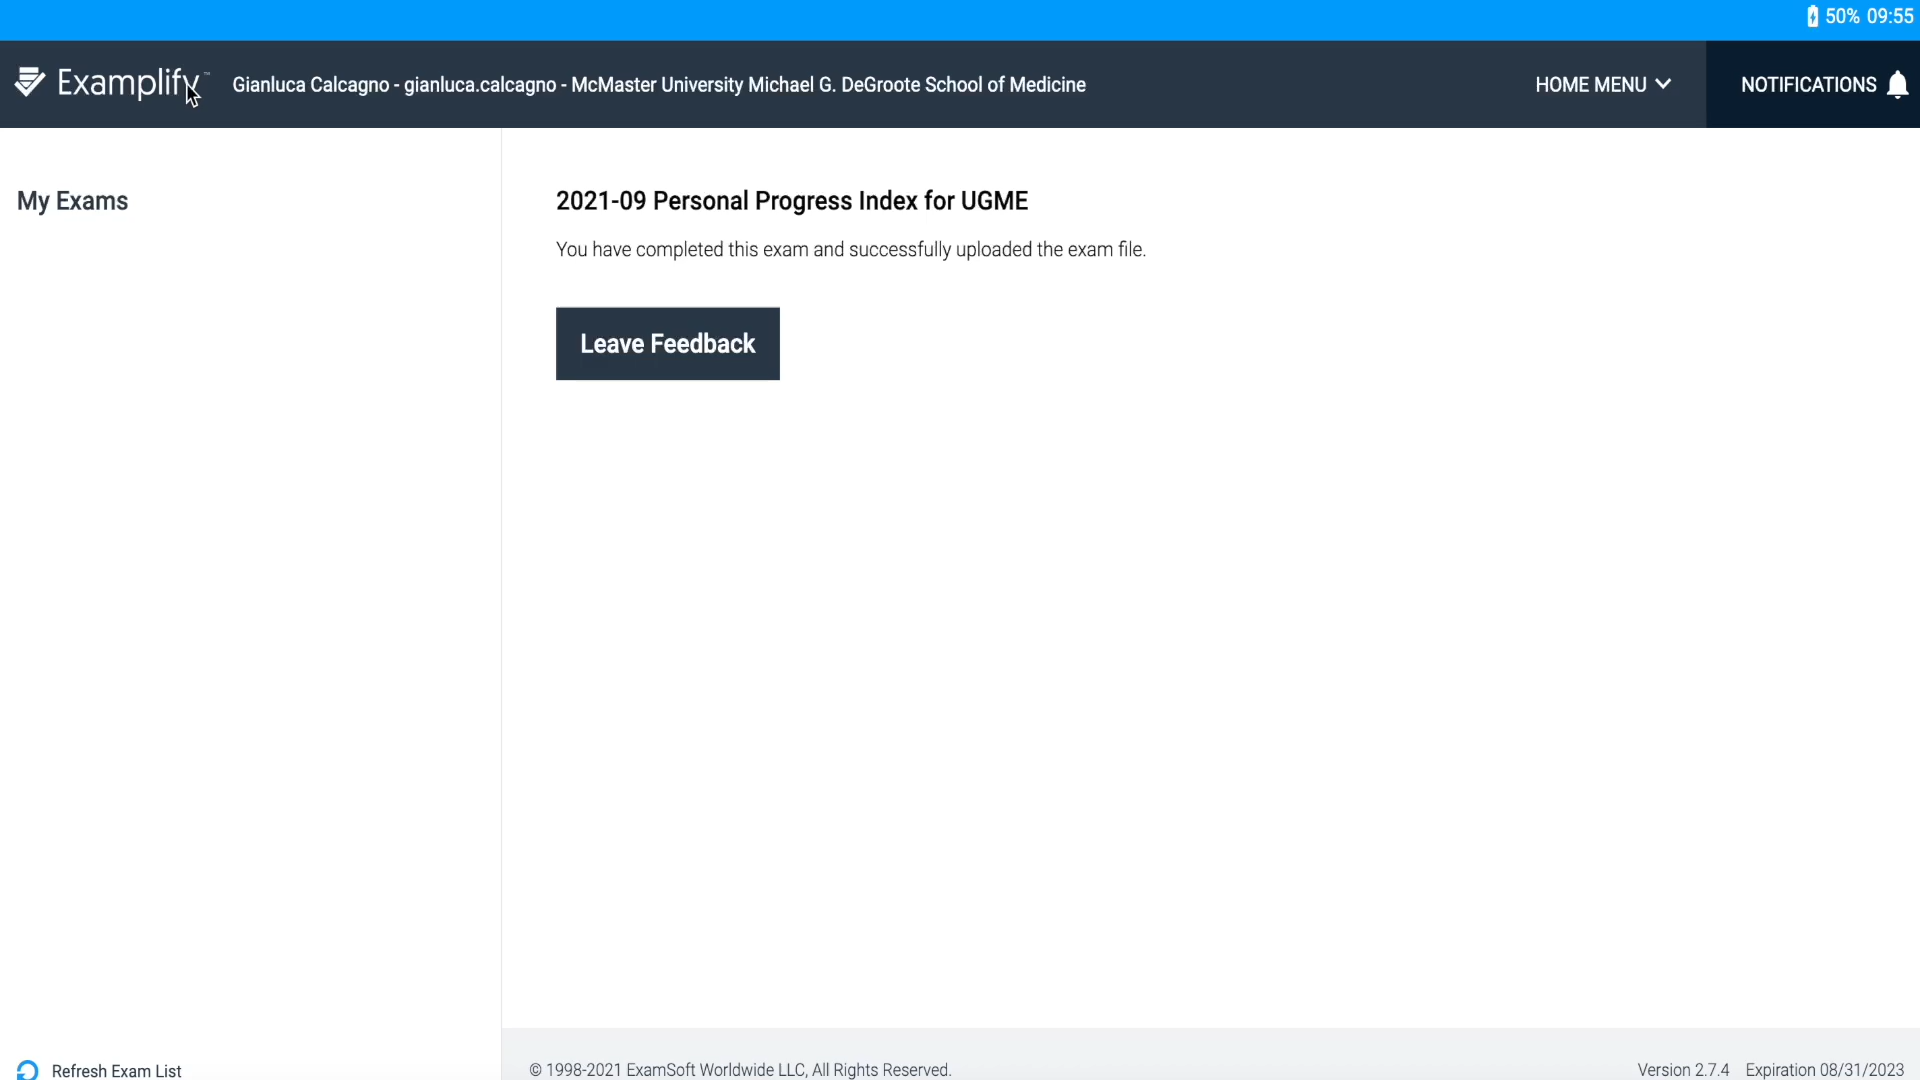 50% 09:55
Examplify™ Gianluca Calcagno - gianluca.calcagno - McMaster University Michael G. DeGroote School of Medicine HOME MENU NOTIFICATIONS
My Exams
2021-09 Personal Progress Index for UGME
You have completed this exam and successfully uploaded the exam file.
Leave Feedback
Refresh Exam List
© 1998-2021 ExamSoft Worldwide LLC, All Rights Reserved. Version 2.7.4 Expiration 08/31/2023